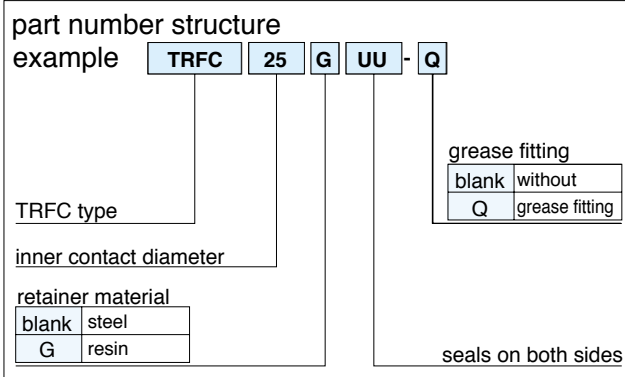 part number structure
example TRFC 25 G UU - Q
grease fitting
blank without
Q grease fitting
TRFC type
inner contact diameter
retainer material
blank steel
G resin
seals on both sides